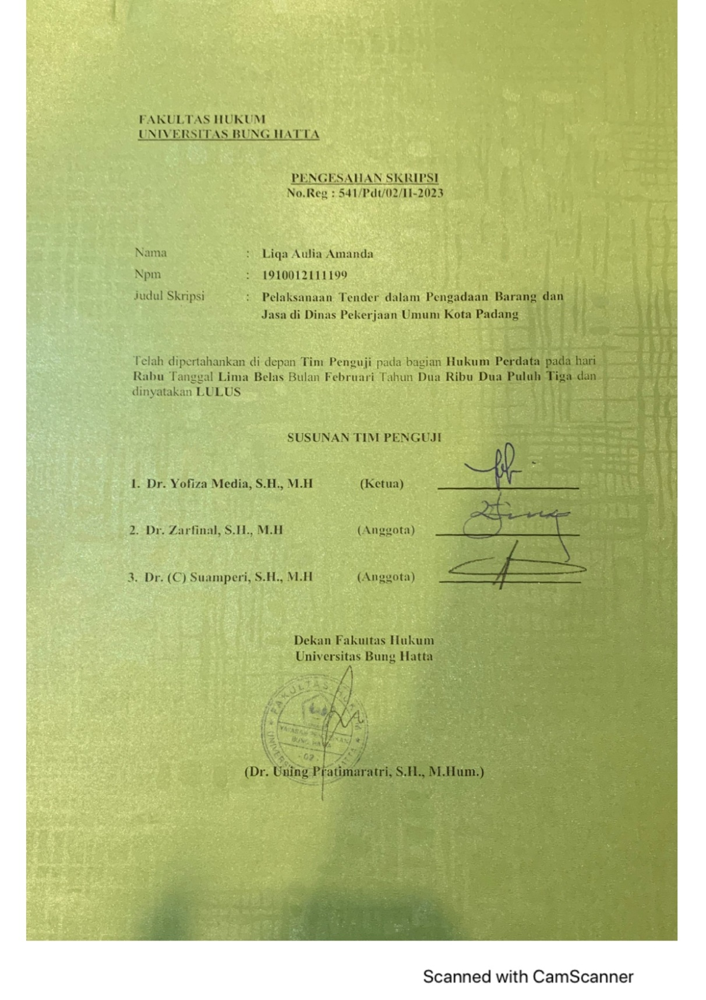 FAKULTAS HUKUM
UNIVERSITAS BUNG HATTA
PENGESAHAN SKRIPSI
No.Reg : 541/Pdt/02/II-2023
Nama : Liqa Aulia Amanda
Npm : 1910012111199
Judul Skripsi : Pelaksanaan Tender dalam Pengadaan Barang dan
Jasa di Dinas Pekerjaan Umum Kota Padang
Telah dipertahankan di depan Tim Penguji pada bagian Hukum Perdata pada hari
Rabu Tanggal Lima Belas Bulan Februari Tahun Dua Ribu Dua Puluh Tiga dan
dinyatakan LULUS
SUSUNAN TIM PENGUJI
1. Dr. Yofiza Media, S.H., M.H (Ketua)
2. Dr. Zarfinal, S.H., M.H (Anggota)
3. Dr. (C) Suamperi, S.H., M.H (Anggota)
Dekan Fakultas Hukum
Universitas Bung Hatta
FAKULTAS
BUNG HATTA
02
(Dr. Uning Pratimaratri, S.H., M.Hum.)
Scanned with CamScanner